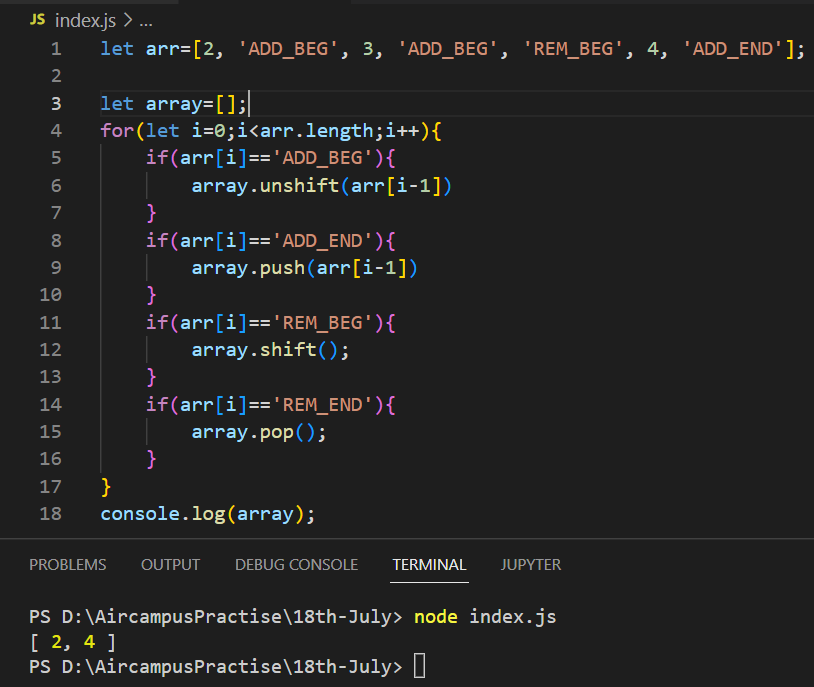 JS index.js > ...
1 let arr=[2, 'ADD_BEG', 3, 'ADD_BEG', 'REM_BEG', 4, 'ADD_END'];
2
3 let array=[];
4 for(let i=0;i<arr.length;i++){
5     if(arr[i]=='ADD_BEG'){
6         array.unshift(arr[i-1])
7     }
8     if(arr[i]=='ADD_END'){
9         array.push(arr[i-1])
10     }
11     if(arr[i]=='REM_BEG'){
12         array.shift();
13     }
14     if(arr[i]=='REM_END'){
15         array.pop();
16     }
17 }
18 console.log(array);
PROBLEMS OUTPUT DEBUG CONSOLE TERMINAL JUPYTER
PS D:\AircampusPractise\18th-July> node index.js
[ 2, 4 ]
PS D:\AircampusPractise\18th-July>